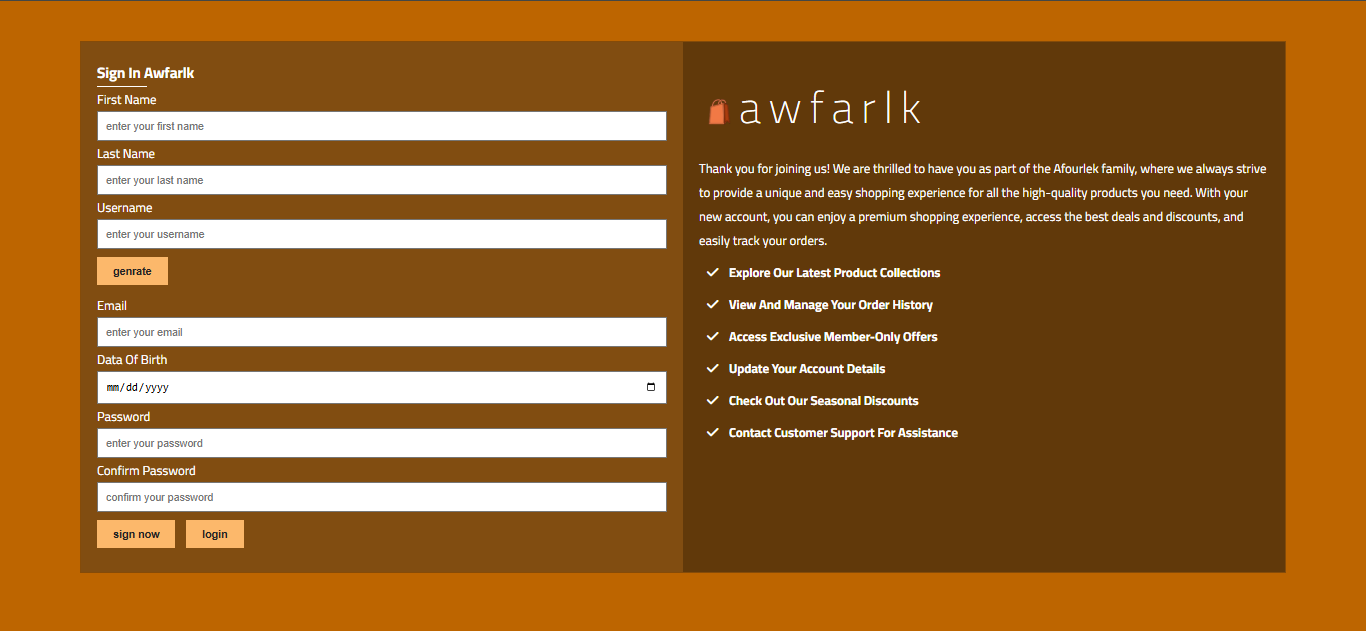 Sign In Awfarlk
First Name
enter your first name
Last Name
enter your last name
Username
enter your username
genrate
Email
enter your email
Data Of Birth
mm/dd/yyyy
Password
enter your password
Confirm Password
confirm your password
sign now login
awfarlk
Thank you for joining us! We are thrilled to have you as part of the Afourlek family, where we always strive
to provide a unique and easy shopping experience for all the high-quality products you need. With your
new account, you can enjoy a premium shopping experience, access the best deals and discounts, and
easily track your orders.
Explore Our Latest Product Collections
View And Manage Your Order History
Access Exclusive Member-Only Offers
Update Your Account Details
Check Out Our Seasonal Discounts
Contact Customer Support For Assistance